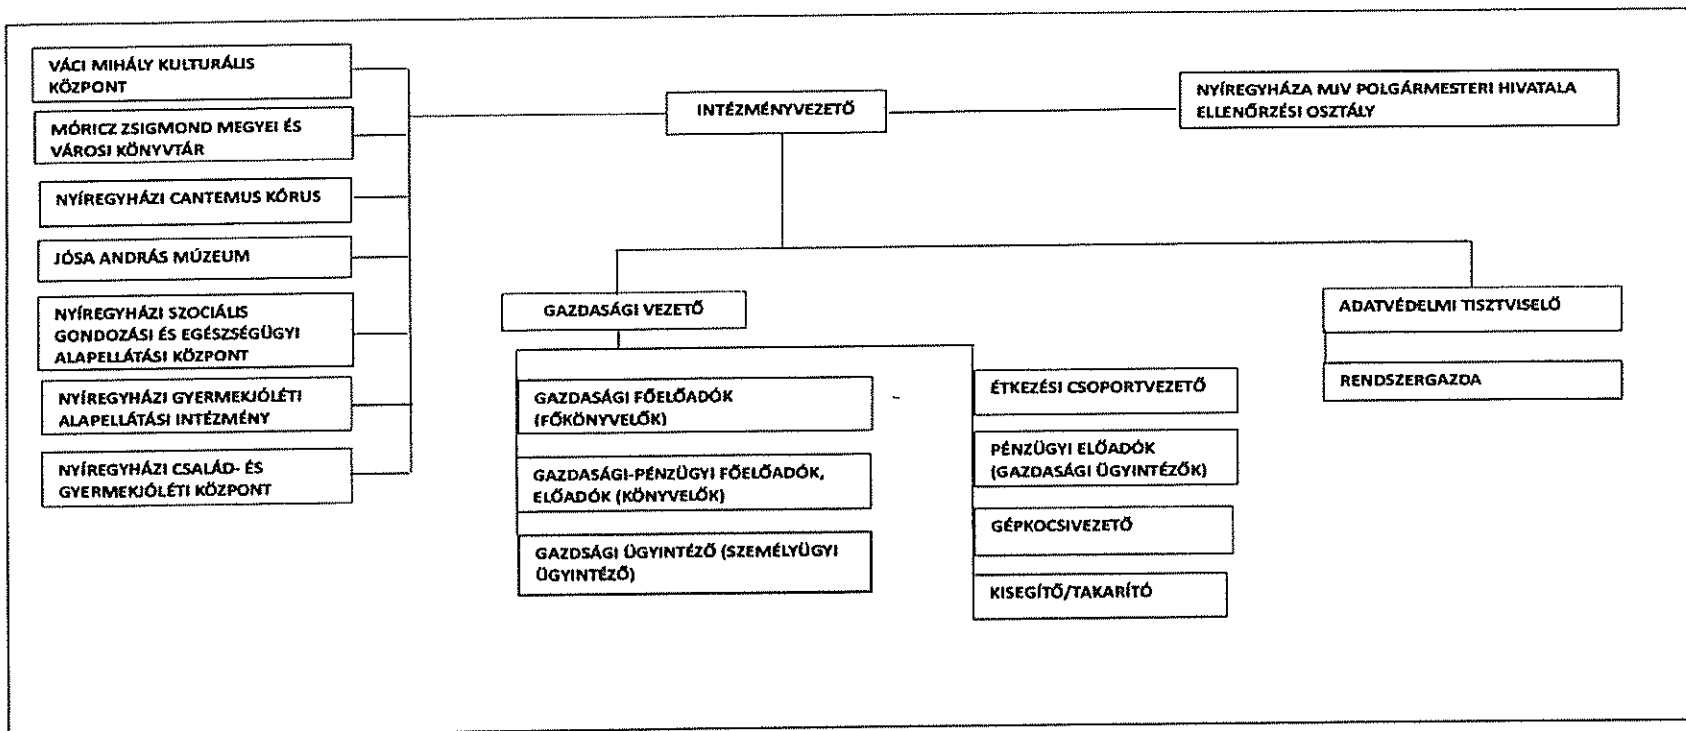 VÁCI MIHÁLY KULTURÁLIS
KÖZPONT
MÓRICZ ZSIGMOND MEGYEI ÉS
VÁROSI KÖNYVTÁR
NYÍREGYHÁZI CANTEMUS KÓRUS
JÓSA ANDRÁS MÚZEUM
NYÍREGYHÁZI SZOCIÁLIS
GONDOZÁSI ÉS EGÉSZSÉGÜGYI
ALAPELLÁTÁSI KÖZPONT
NYÍREGYHÁZI GYERMEKJÓLÉTI
ALAPELLÁTÁSI INTÉZMÉNY
NYÍREGYHÁZI CSALÁD- ÉS
GYERMEKJÓLÉTI KÖZPONT
INTÉZMÉNYVEZETŐ
NYÍREGYHÁZA MJV POLGÁRMESTERI HIVATALA
ELLENŐRZÉSI OSZTÁLY
GAZDASÁGI VEZETŐ
GAZDASÁGI FŐELŐADÓK
(FŐKÖNYVELŐK)
GAZDASÁGI-PÉNZÜGYI FŐELŐADÓK,
ELŐADÓK (KÖNYVELŐK)
GAZDSÁGI ÜGYINTÉZŐ (SZEMÉLYÜGYI
ÜGYINTÉZŐ)
ÉTKEZÉSI CSOPORTVEZETŐ
PÉNZÜGYI ELŐADÓK
(GAZDASÁGI ÜGYINTÉZŐK)
GÉPKOCSIVEZETŐ
KISEGÍTŐ/TAKARÍTÓ
ADATVÉDELMI TISZTVISELŐ
RENDSZERGAZDA